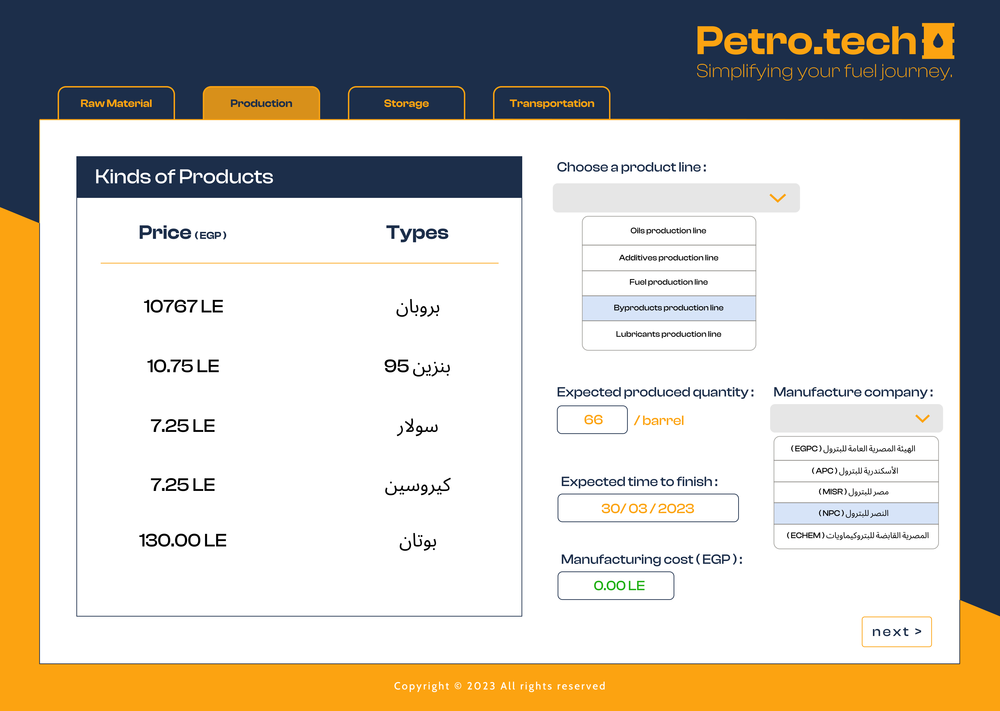 Petro.tech
Simplifying your fuel journey.
Raw Material
Production
Storage
Transportation
Kinds of Products
Price ( EGP )
Types
10767 LE
بروبان
10.75 LE
بنزين 95
7.25 LE
سولار
7.25 LE
كيروسين
130.00 LE
بوتان
Choose a product line :
Oils production line
Additives production line
Fuel production line
Byproducts production line
Lubricants production line
Expected produced quantity :
66
/ barrel
Manufacture company :
الهيئة المصرية العامة للبترول ( EGPC )
الأسكندرية للبترول ( APC )
مصر للبترول ( MISR )
النصر للبترول ( NPC )
المصرية القابضة للبتروكيماويات ( ECHEM )
Expected time to finish :
30/ 03 / 2023
Manufacturing cost ( EGP ) :
0.00 LE
next >
Copyright © 2023 All rights reserved